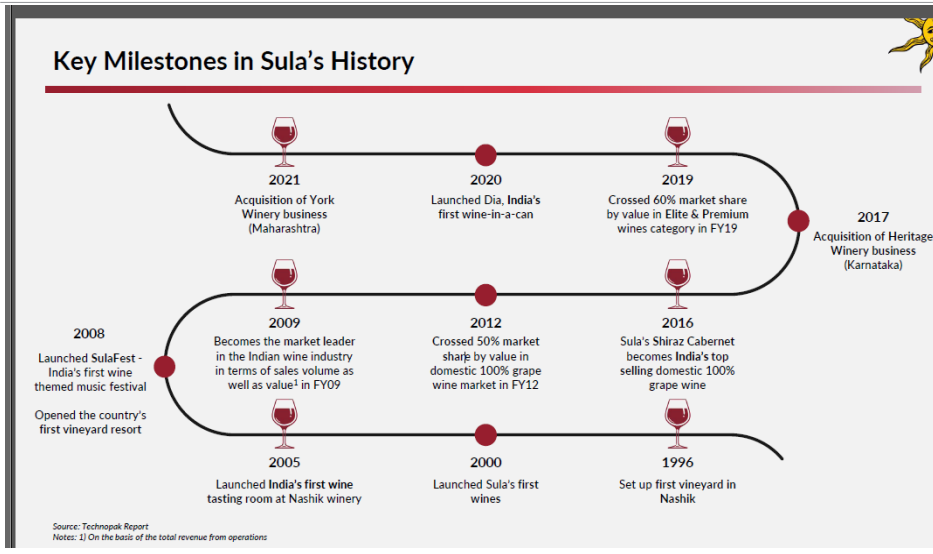 Key Milestones in Sula's History
2021
Acquisition of York
Winery business
(Maharashtra)
2020
Launched Dia, India's
first wine-in-a-can
2019
Crossed 60% market share
by value in Elite & Premium
wines category in FY19
2017
Acquisition of Heritage
Winery business
(Karnataka)
2008
Launched SulaFest -
India's first wine
themed music festival
Opened the country's
first vineyard resort
2009
Becomes the market leader
in the Indian wine industry
in terms of sales volume as
well as value¹ in FY09
2012
Crossed 50% market
share by value in
domestic 100% grape
wine market in FY12
2016
Sula's Shiraz Cabernet
becomes India's top
selling domestic 100%
grape wine
2005
Launched India's first wine
tasting room at Nashik winery
2000
Launched Sula's first
wines
1996
Set up first vineyard in
Nashik
Source: Technopak Report
Notes: 1) On the basis of the total revenue from operations